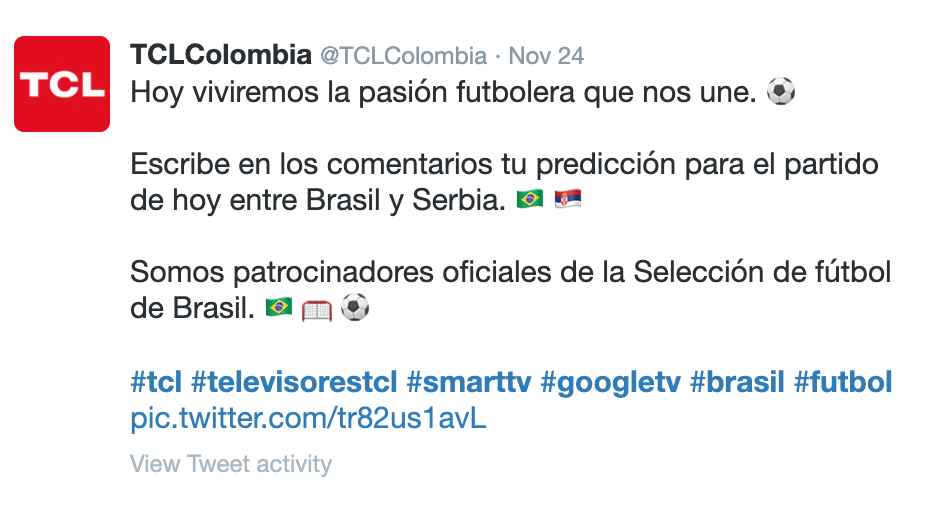 TCL
TCLColombia @TCLColombia · Nov 24
Hoy viviremos la pasión futbolera que nos une. ⚽
Escribe en los comentarios tu predicción para el partido
de hoy entre Brasil y Serbia. 🇧🇷 🇷🇸
Somos patrocinadores oficiales de la Selección de fútbol
de Brasil. 🇧🇷 🥅 ⚽
#tcl #televisorestcl #smarttv #googletv #brasil #futbol
pic.twitter.com/tr82us1avL
View Tweet activity